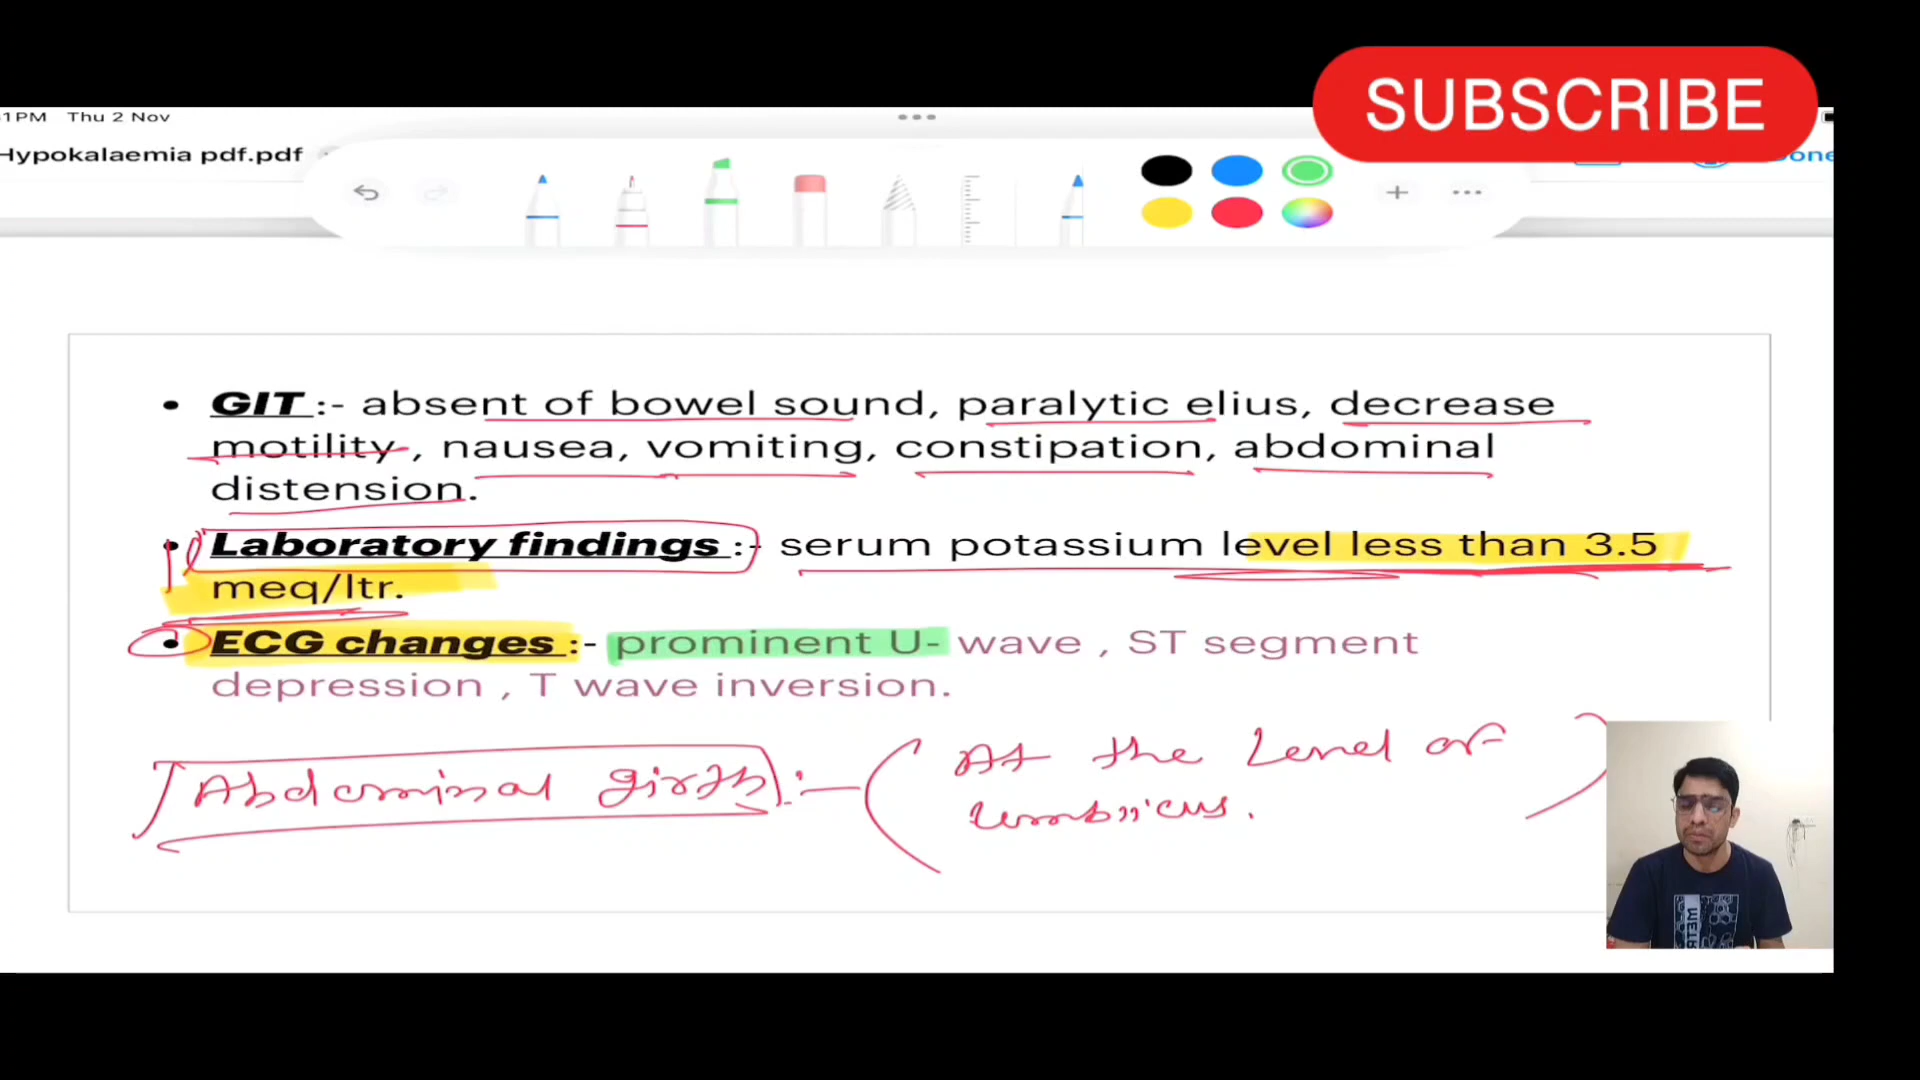 SUBSCRIBE
1PM Thu 2 Nov
Hypokalaemia pdf.pdf
one
• GIT :- absent of bowel sound, paralytic elius, decrease
motility , nausea, vomiting, constipation, abdominal
distension.
• Laboratory findings :- serum potassium level less than 3.5
meq/ltr.
• ECG changes :- prominent U- wave , ST segment
depression , T wave inversion.
Abdominal girth :- ( At the level of )